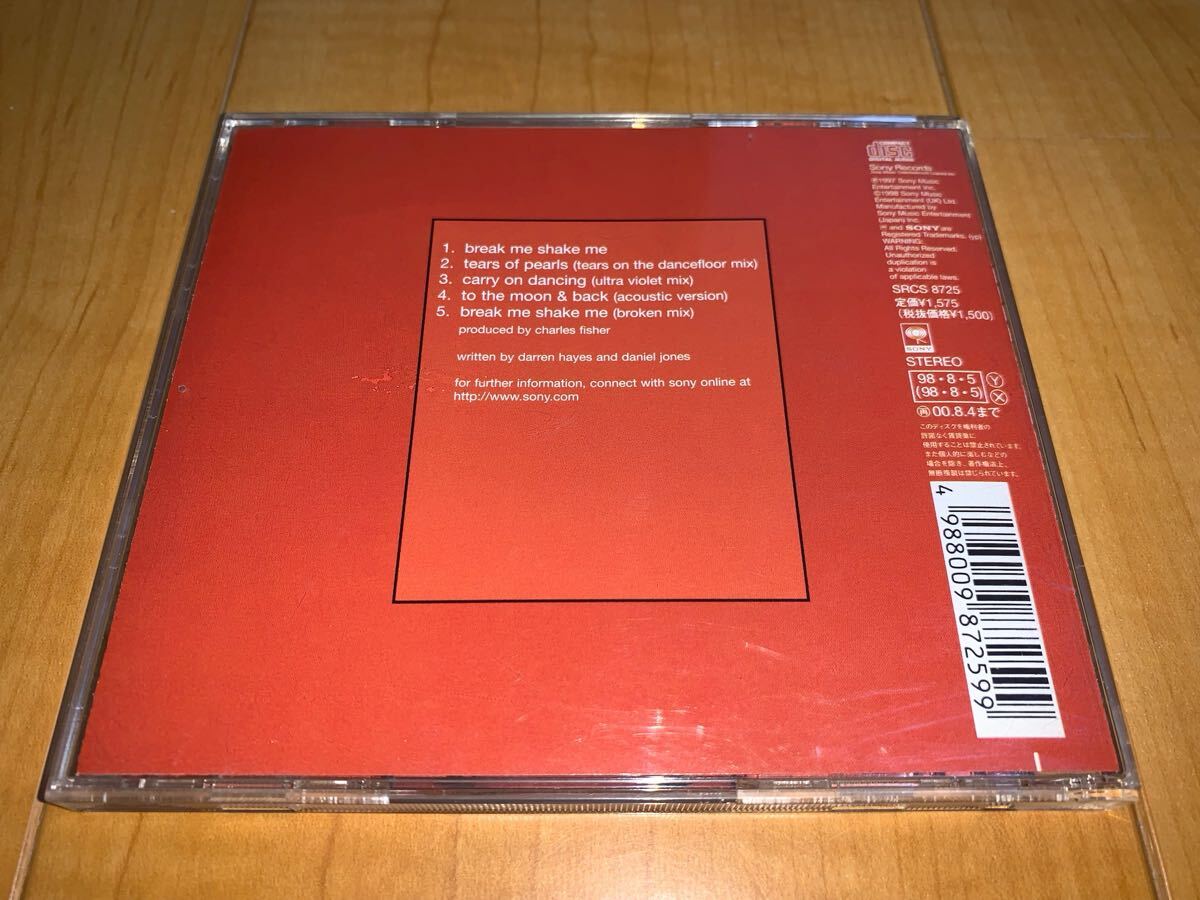 1. break me shake me
2. tears of pearls (tears on the dancefloor mix)
3. carry on dancing (ultra violet mix)
4. to the moon & back (acoustic version)
5. break me shake me (broken mix)
produced by charles fisher
written by darren hayes and daniel jones
for further information, connect with sony online at
http://www.sony.com
COMPACT
disc
DIGITAL AUDIO
Sony Records
℗1997 Sony Music
Entertainment Inc.
©1998 Sony Music
Entertainment (UK) Ltd.
Manufactured by
Sony Music Entertainment
(Japan) Inc.
and SONY are
Registered Trademarks. (yp)
WARNING:
All Rights Reserved.
Unauthorized
duplication is
a violation
of applicable laws.
SRCS 8725
定価¥1,575
(税抜価格¥1,500)
SONY
STEREO
98・8・5 Y
(98・8・5) X
再00.8.4まで
このディスクを権利者の
許諾なく賃貸業に
使用することは禁止されています。
また個人的に楽しむなどの
場合を除き、著作権法上、
無断複製は禁じられています。
4 988009 872599